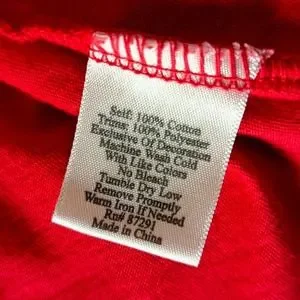 Self: 100% Cotton
Trims: 100% Polyester
Exclusive Of Decoration
Machine Wash Cold
With Like Colors
No Bleach
Tumble Dry Low
Remove Promptly
Warm Iron If Needed
Rn# 87291
Made in China